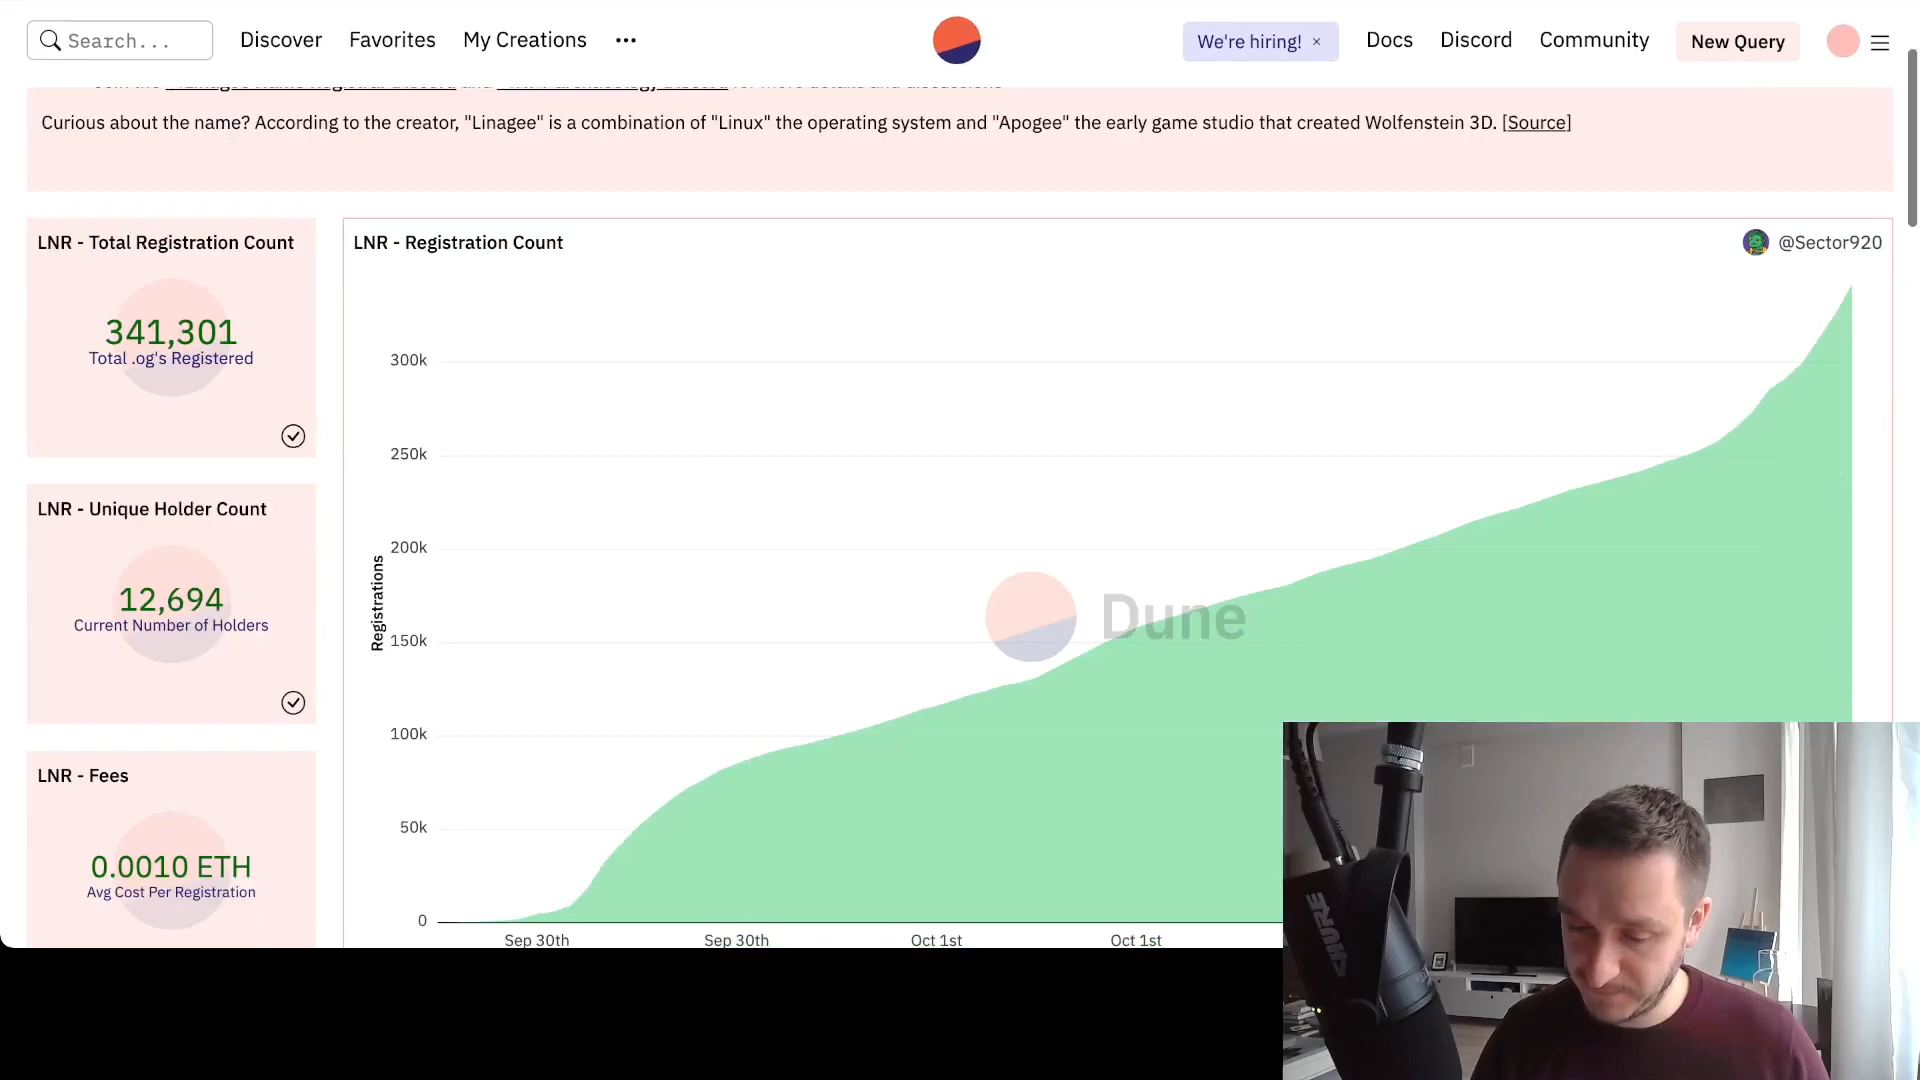 Search...
Discover
Favorites
My Creations
We're hiring! ×
Docs
Discord
Community
New Query
Curious about the name? According to the creator, "Linagee" is a combination of "Linux" the operating system and "Apogee" the early game studio that created Wolfenstein 3D. [Source]
LNR - Total Registration Count
341,301
Total .og's Registered
LNR - Unique Holder Count
12,694
Current Number of Holders
LNR - Fees
0.0010 ETH
Avg Cost Per Registration
LNR - Registration Count
@Sector920
300k
250k
200k
150k
100k
50k
0
Registrations
Dune
Sep 30th
Sep 30th
Oct 1st
Oct 1st
SHURE